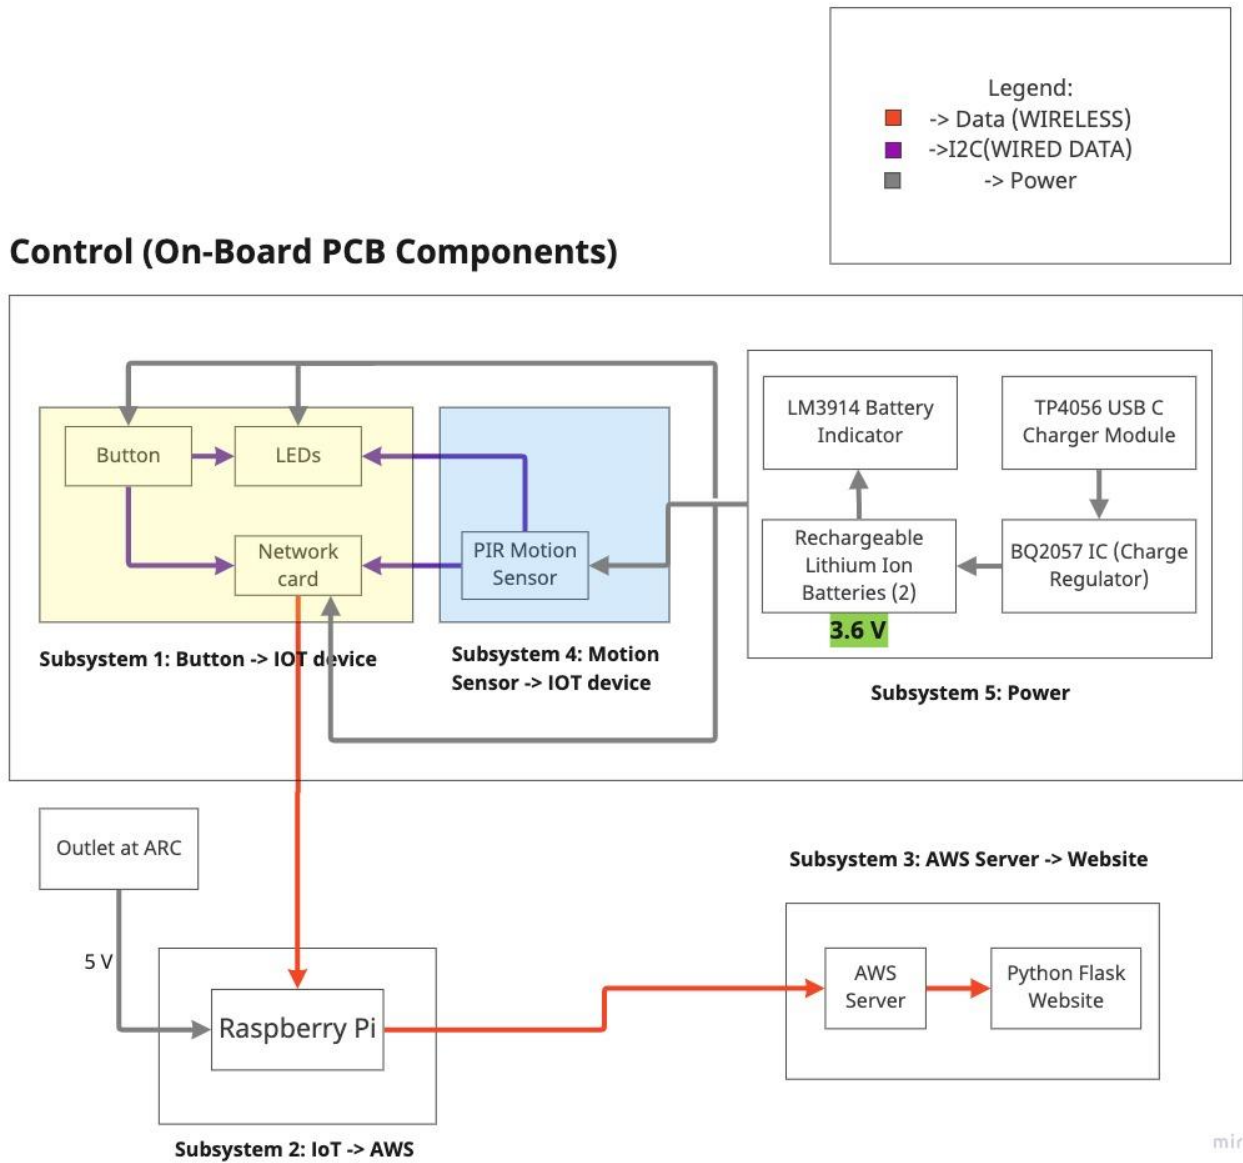 Legend:
-> Data (WIRELESS)
->I2C(WIRED DATA)
-> Power
Control (On-Board PCB Components)
Button
LEDs
Network
card
Subsystem 1: Button -> IOT device
PIR Motion
Sensor
Subsystem 4: Motion
Sensor -> IOT device
LM3914 Battery
Indicator
TP4056 USB C
Charger Module
Rechargeable
Lithium Ion
Batteries (2)
3.6 V
BQ2057 IC (Charge
Regulator)
Subsystem 5: Power
Outlet at ARC
5 V
Raspberry Pi
Subsystem 2: IoT -> AWS
Subsystem 3: AWS Server -> Website
AWS
Server
Python Flask
Website